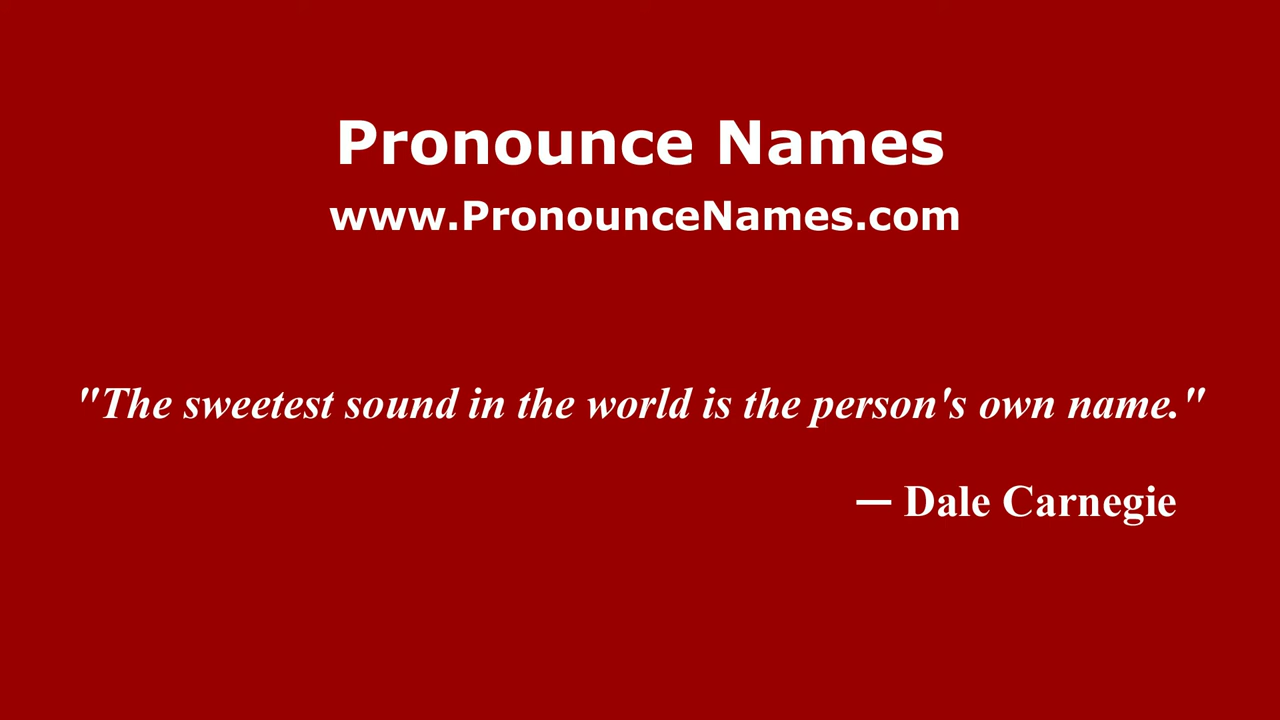 Pronounce Names
www.PronounceNames.com
"The sweetest sound in the world is the person's own name."
— Dale Carnegie